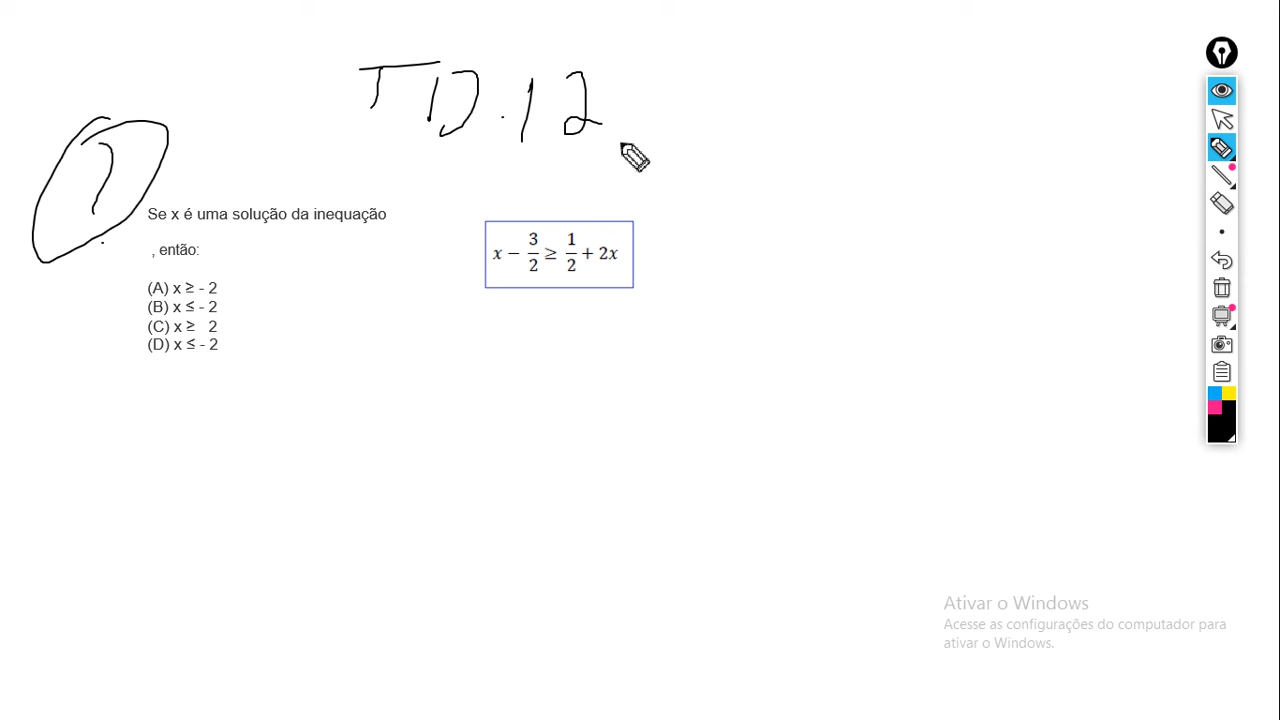 TD.12
?
Se x é uma solução da inequação
x − 3/2 ≥ 1/2 + 2x
, então:
(A) x ≥ - 2
(B) x ≤ - 2
(C) x ≥ 2
(D) x ≤ - 2
Ativar o Windows
Acesse as configurações do computador para
ativar o Windows.